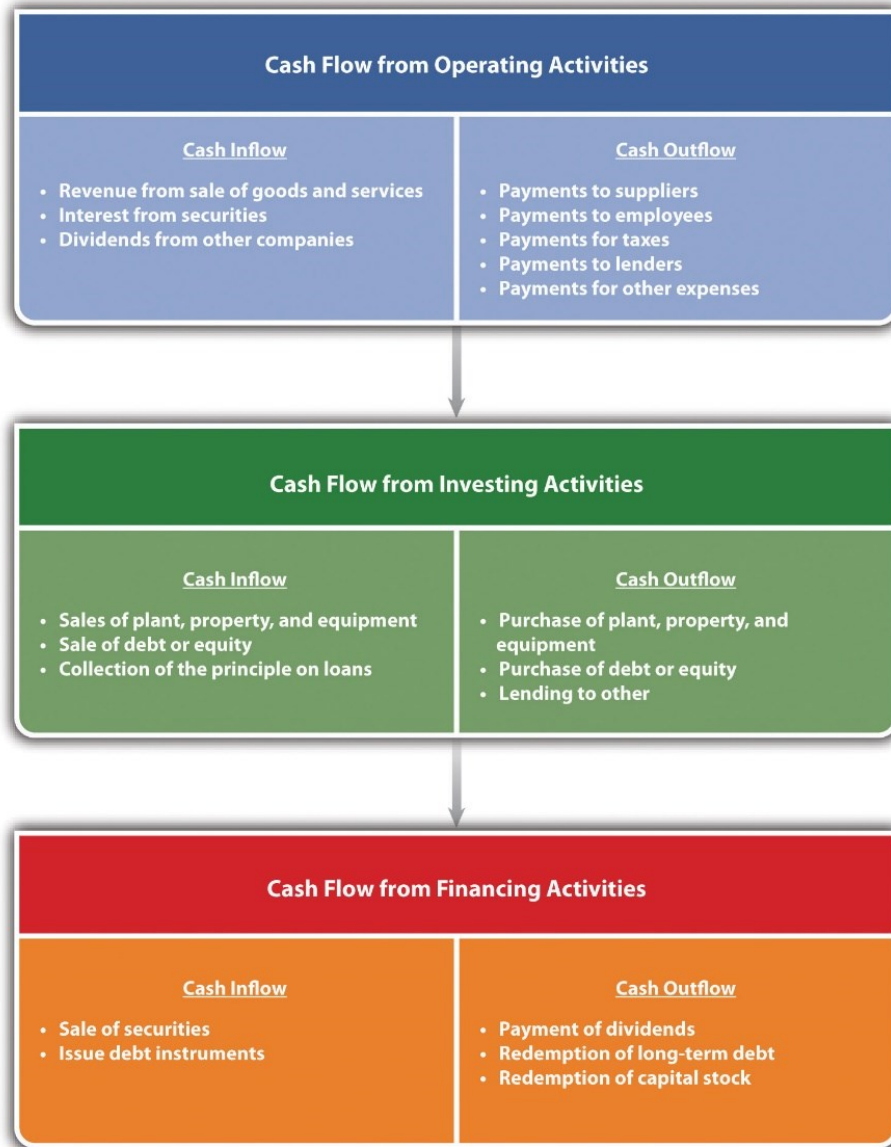 Cash Flow from Operating Activities
Cash Inflow
• Revenue from sale of goods and services
• Interest from securities
• Dividends from other companies
Cash Outflow
• Payments to suppliers
• Payments to employees
• Payments for taxes
• Payments to lenders
• Payments for other expenses
Cash Flow from Investing Activities
Cash Inflow
• Sales of plant, property, and equipment
• Sale of debt or equity
• Collection of the principle on loans
Cash Outflow
• Purchase of plant, property, and
equipment
• Purchase of debt or equity
• Lending to other
Cash Flow from Financing Activities
Cash Inflow
• Sale of securities
• Issue debt instruments
Cash Outflow
• Payment of dividends
• Redemption of long-term debt
• Redemption of capital stock